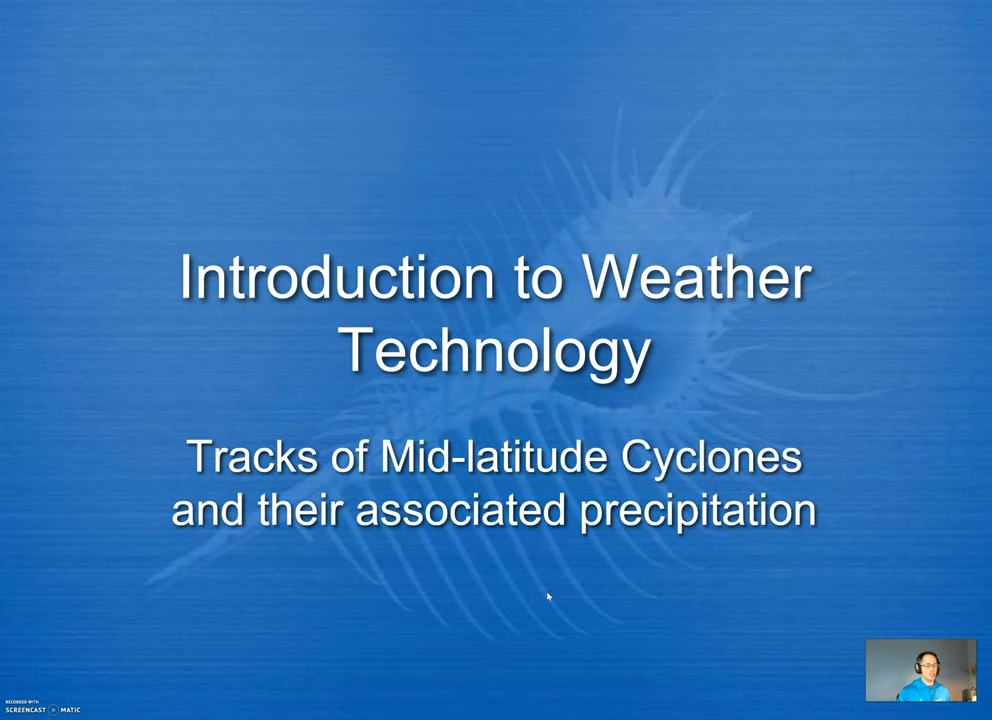 Introduction to Weather
Technology
Tracks of Mid-latitude Cyclones
and their associated precipitation
RECORDED WITH
SCREENCAST MATIC